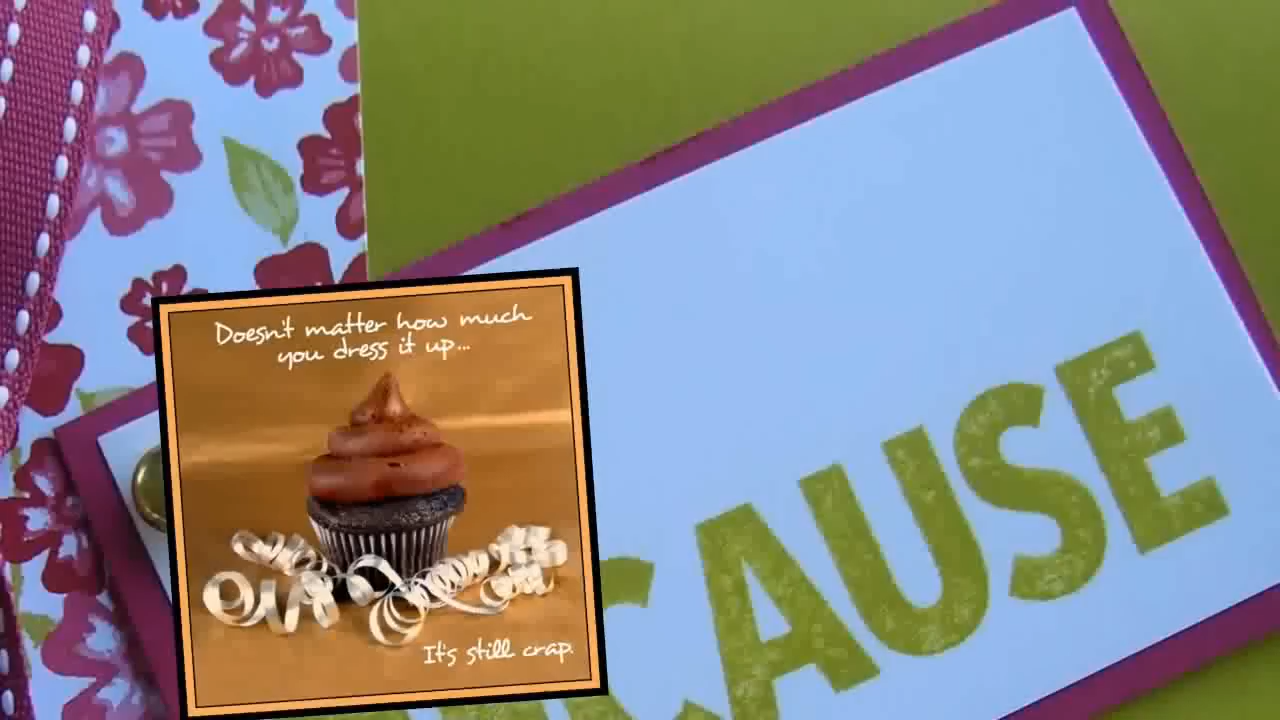 Doesn't matter how much
you dress it up...
It's still crap.
CAUSE